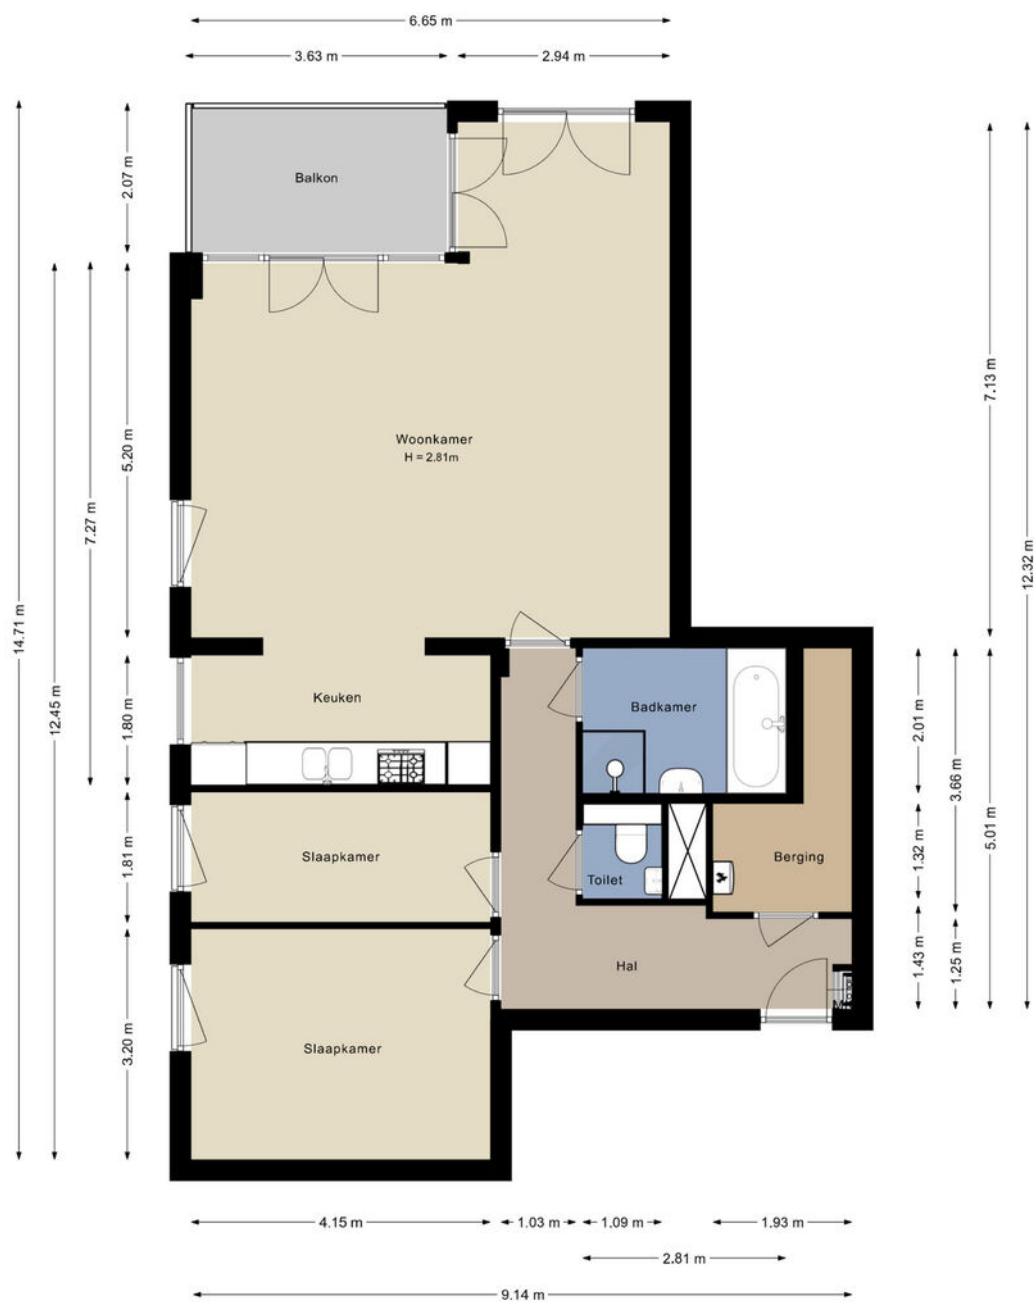 6.65 m
3.63 m
2.94 m
Balkon
2.07 m
14.71 m
12.45 m
7.27 m
5.20 m
Woonkamer
H = 2.81m
7.13 m
12.32 m
Keuken
1.80 m
Badkamer
2.01 m
3.66 m
5.01 m
Slaapkamer
1.81 m
Toilet
Berging
1.32 m
Hal
1.43 m
1.25 m
Slaapkamer
3.20 m
4.15 m
1.03 m
1.09 m
1.93 m
2.81 m
9.14 m